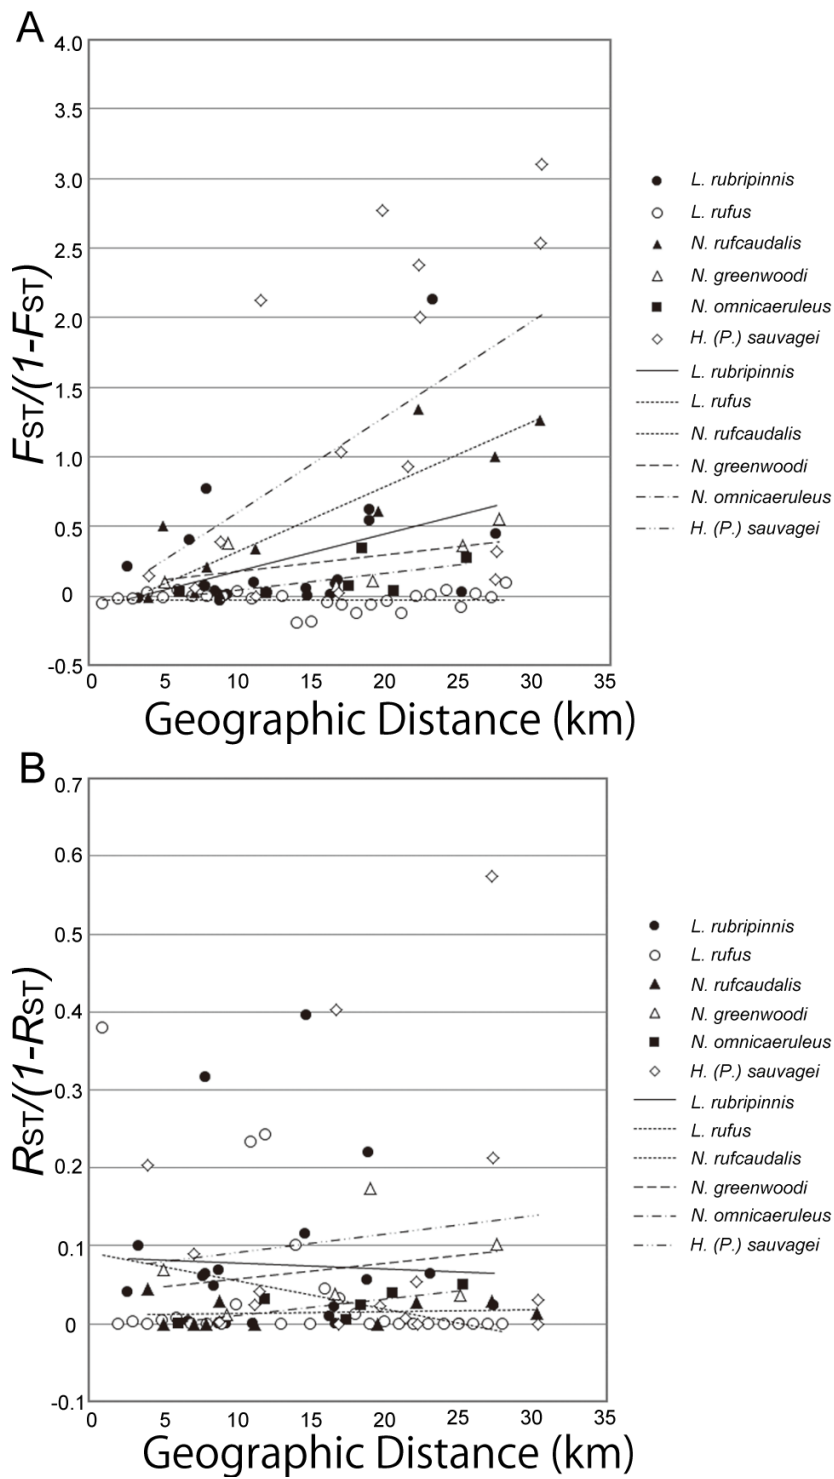 A
4.0
3.5
3.0
2.5
2.0
1.5
1.0
0.5
0
-0.5
FST/(1-FST)
0 5 10 15 20 25 30 35
Geographic Distance (km)
L. rubripinnis
L. rufus
N. rufcaudalis
N. greenwoodi
N. omnicaeruleus
H. (P.) sauvagei
L. rubripinnis
L. rufus
N. rufcaudalis
N. greenwoodi
N. omnicaeruleus
H. (P.) sauvagei
B
0.7
0.6
0.5
0.4
0.3
0.2
0.1
0
-0.1
RST/(1-RST)
0 5 10 15 20 25 30 35
Geographic Distance (km)
L. rubripinnis
L. rufus
N. rufcaudalis
N. greenwoodi
N. omnicaeruleus
H. (P.) sauvagei
L. rubripinnis
L. rufus
N. rufcaudalis
N. greenwoodi
N. omnicaeruleus
H. (P.) sauvagei